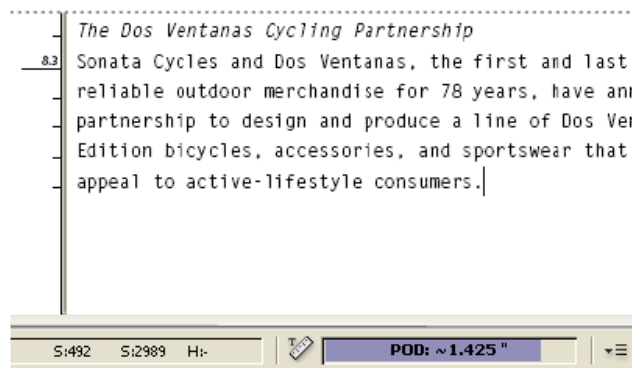 The Dos Ventanas Cycling Partnership
8.3 Sonata Cycles and Dos Ventanas, the first and last
reliable outdoor merchandise for 78 years, have ann
partnership to design and produce a line of Dos Ven
Edition bicycles, accessories, and sportswear that
appeal to active-lifestyle consumers.
S:492 S:2989 H:- POD: ~1.425 "